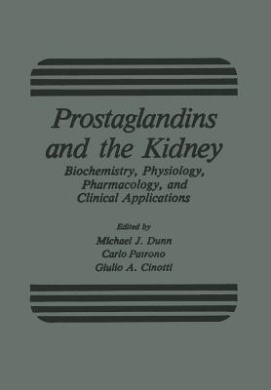 Prostaglandins
and the Kidney
Biochemistry, Physiology,
Pharmacology, and
Clinical Applications
Edited by
Michael J. Dunn
Carlo Patrono
Giulio A. Cinotti